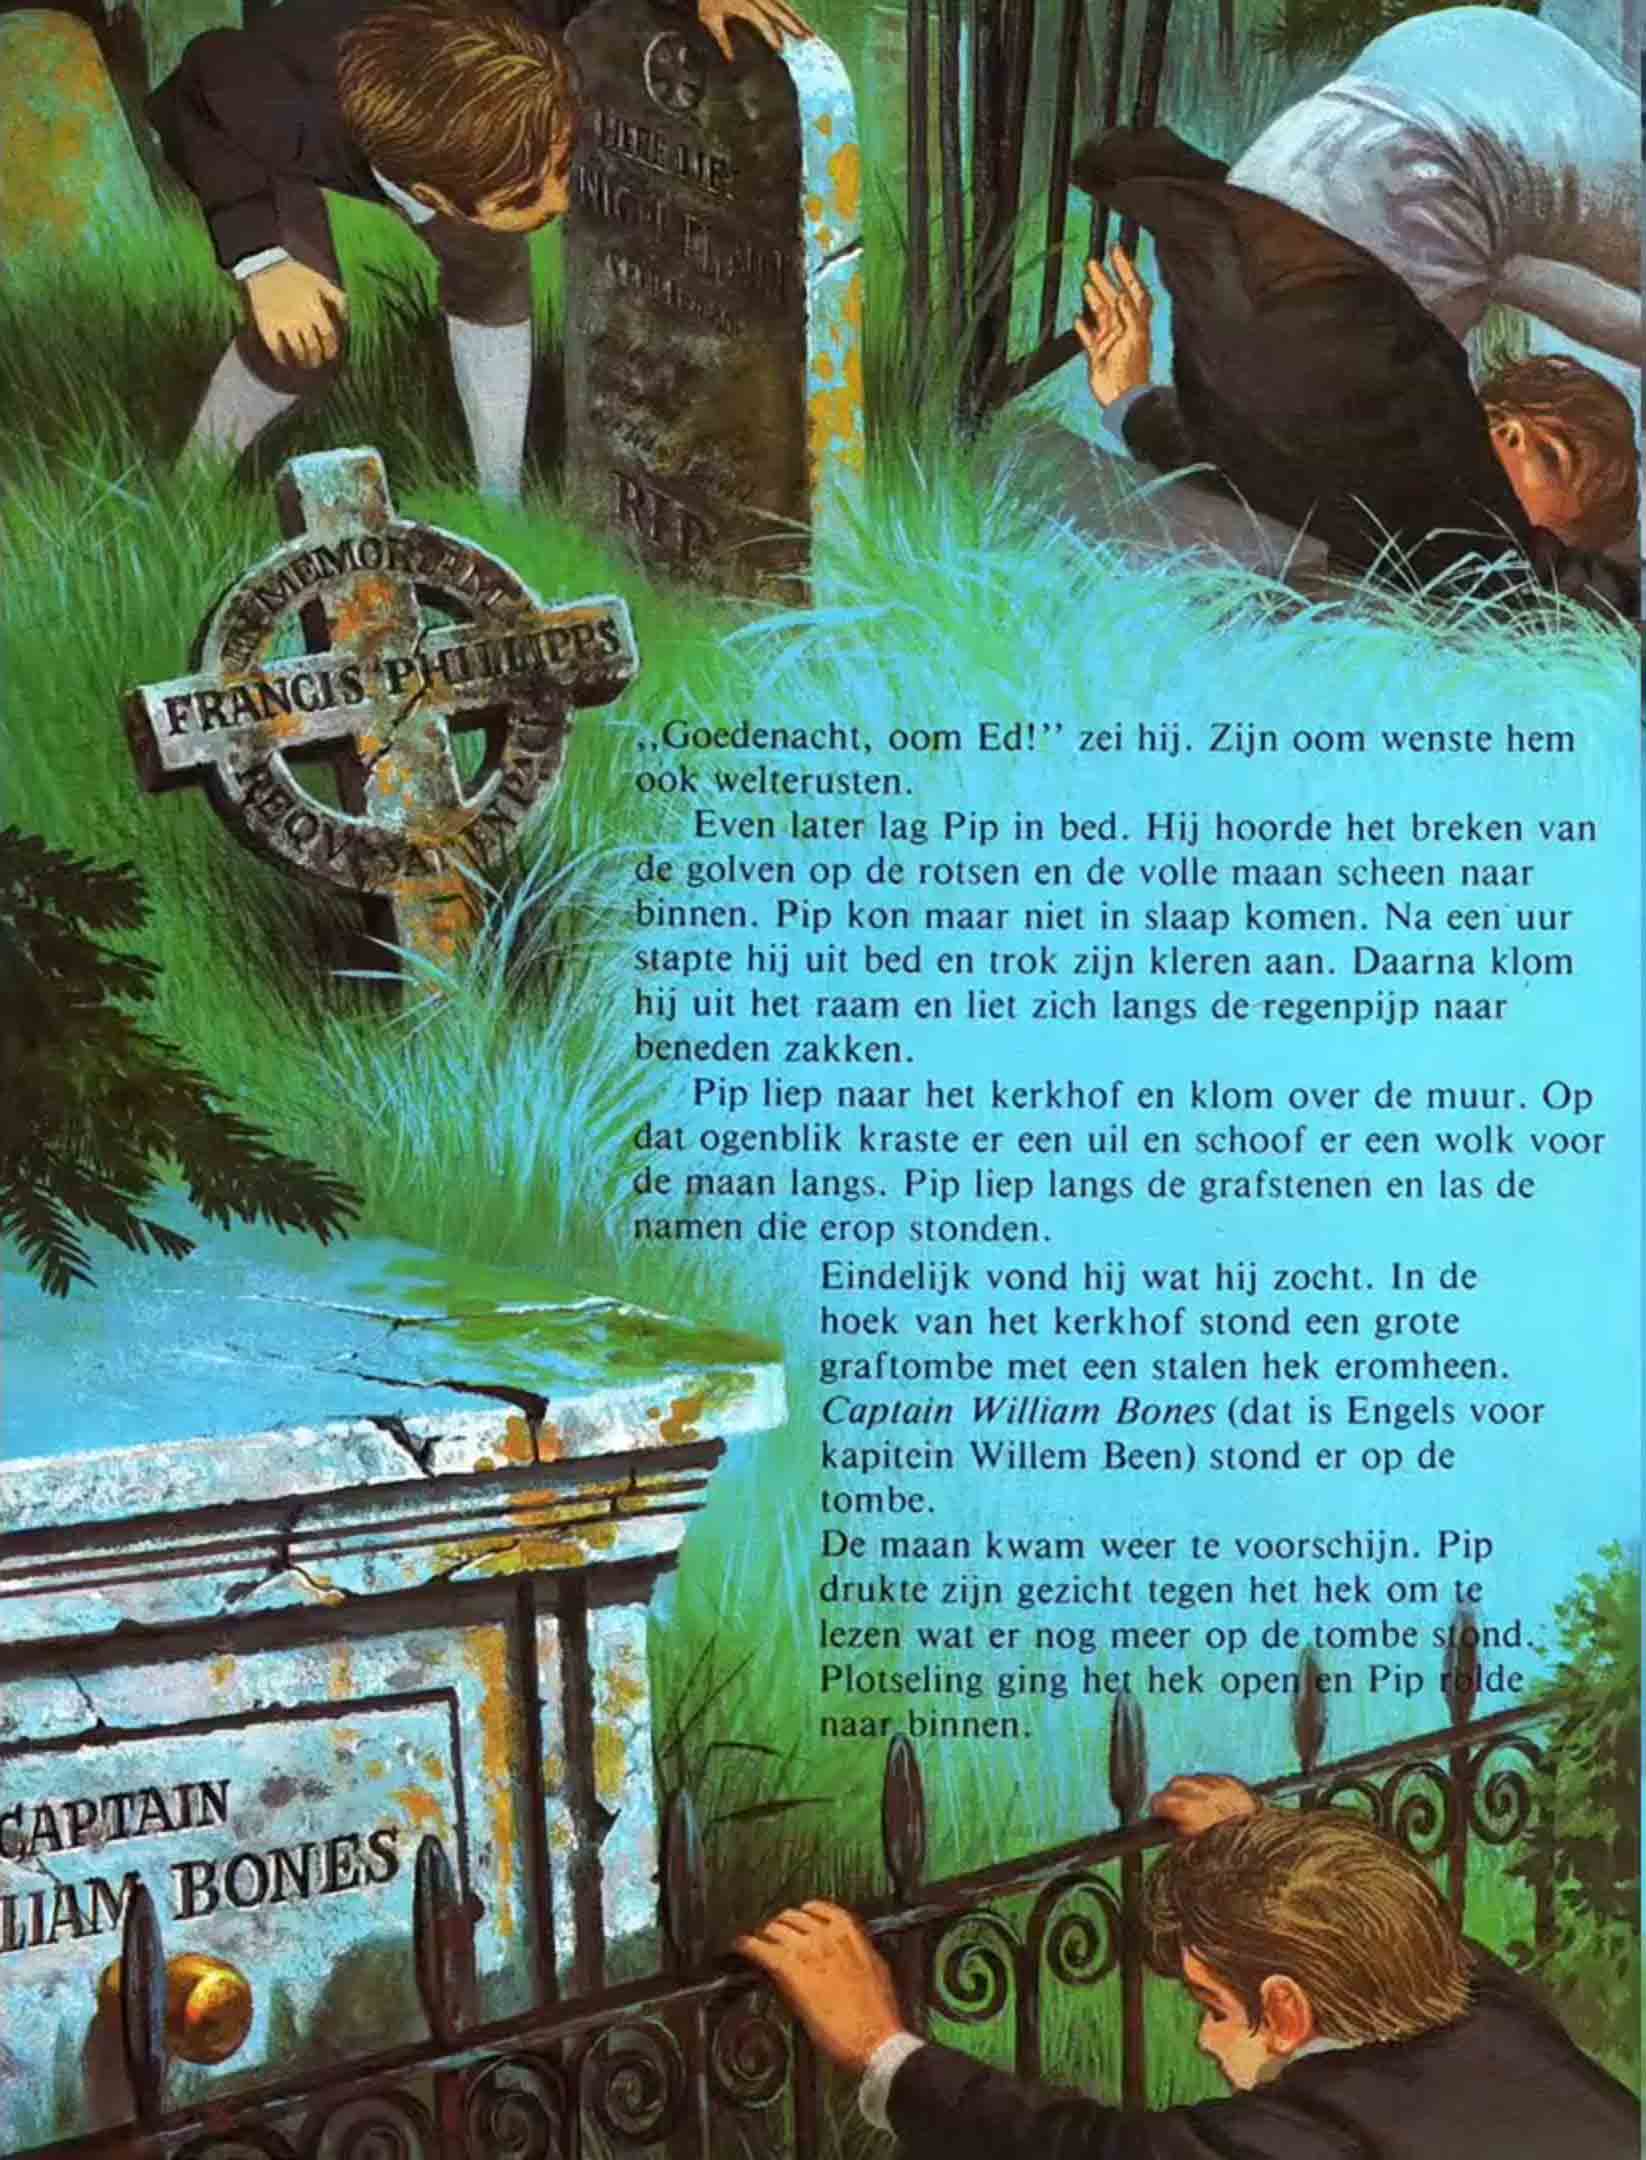 RIP
IN MEMORIAM
FRANCIS PHILLIPPS
„Goedenacht, oom Ed!” zei hij. Zijn oom wenste hem
ook welterusten.
Even later lag Pip in bed. Hij hoorde het breken van
de golven op de rotsen en de volle maan scheen naar
binnen. Pip kon maar niet in slaap komen. Na een uur
stapte hij uit bed en trok zijn kleren aan. Daarna klom
hij uit het raam en liet zich langs de regenpijp naar
beneden zakken.
Pip liep naar het kerkhof en klom over de muur. Op
dat ogenblik kraste er een uil en schoof er een wolk voor
de maan langs. Pip liep langs de grafstenen en las de
namen die erop stonden.
Eindelijk vond hij wat hij zocht. In de
hoek van het kerkhof stond een grote
graftombe met een stalen hek eromheen.
Captain William Bones (dat is Engels voor
kapitein Willem Been) stond er op de
tombe.
De maan kwam weer te voorschijn. Pip
drukte zijn gezicht tegen het hek om te
lezen wat er nog meer op de tombe stond.
Plotseling ging het hek open en Pip rolde
naar binnen.
CAPTAIN
LIAM BONES